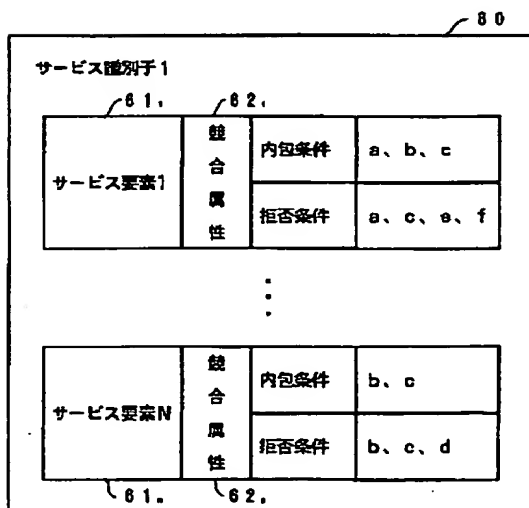 60
サービス識別子1
61₁ 62₁
サービス要素1
競合属性
内包条件 a、b、c
拒否条件 a、c、e、f
サービス要素N
競合属性
内包条件 b、c
拒否条件 b、c、d
61ₙ 62ₙ